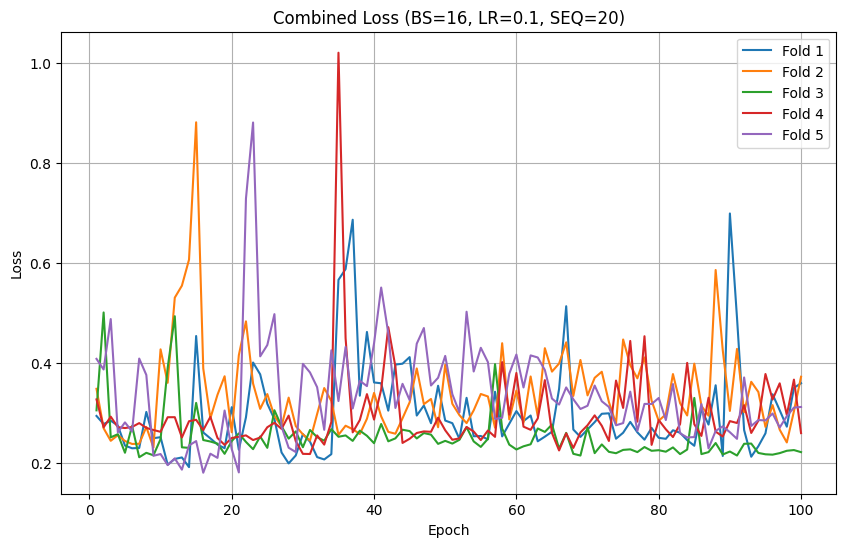 Combined Loss (BS=16, LR=0.1, SEQ=20)
Fold 1
Fold 2
Fold 3
Fold 4
Fold 5
1.0
0.8
0.6
0.4
0.2
Loss
0
20
40
60
80
100
Epoch